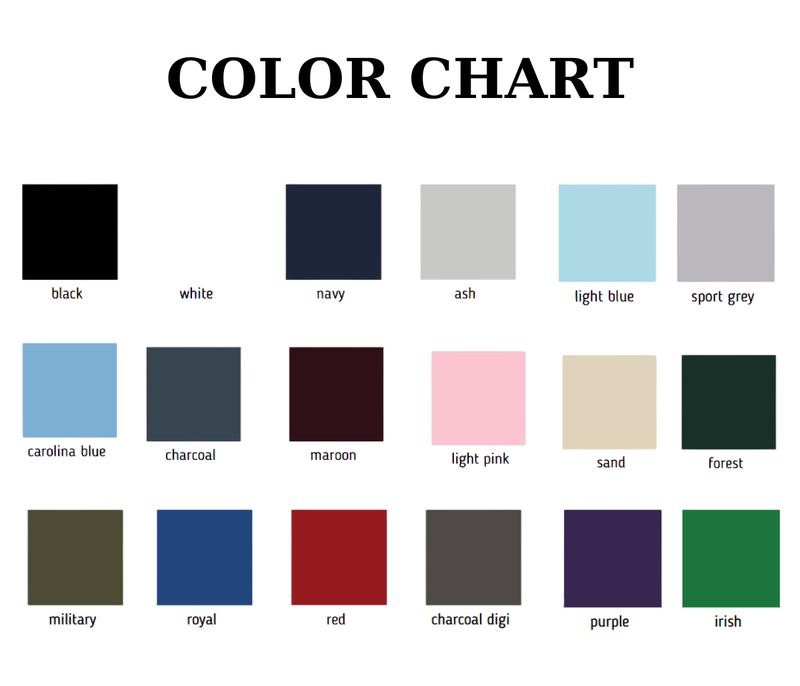 COLOR CHART
black
white
navy
ash
light blue
sport grey
carolina blue
charcoal
maroon
light pink
sand
forest
military
royal
red
charcoal digi
purple
irish